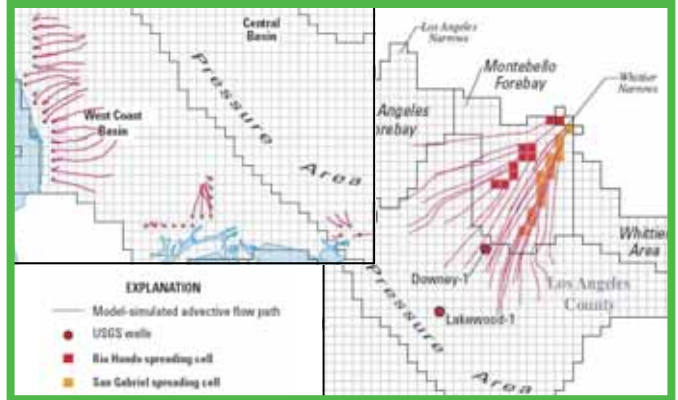 Central
Basin
Pressure
Area
West Coast
Basin
Los Angeles
Narrows
Montebello
Forebay
Whittier
Narrows
Angeles
orebay
Whittier
Area
Downey-1
Los Angeles
County
Lakewood-1
Pressure
Area
EXPLANATION
Model-simulated advective flow path
USGS wells
Rio Hondo spreading cell
San Gabriel spreading cell